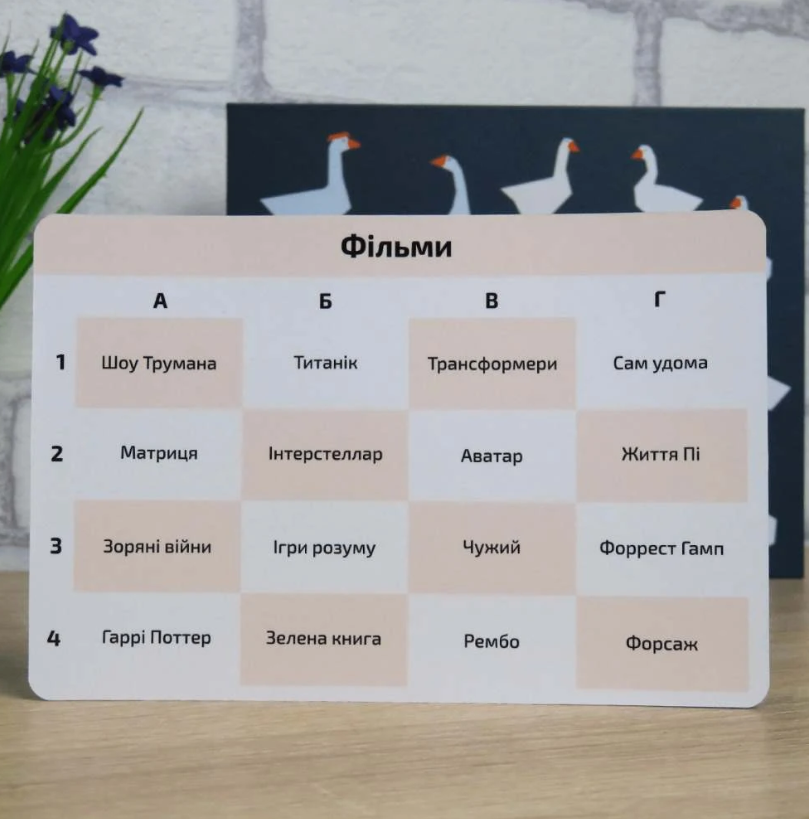 Фільми
А Б В Г
1 Шоу Трумана Титанік Трансформери Сам удома
2 Матриця Інтерстеллар Аватар Життя Пі
3 Зоряні війни Ігри розуму Чужий Форрест Гамп
4 Гаррі Поттер Зелена книга Рембо Форсаж